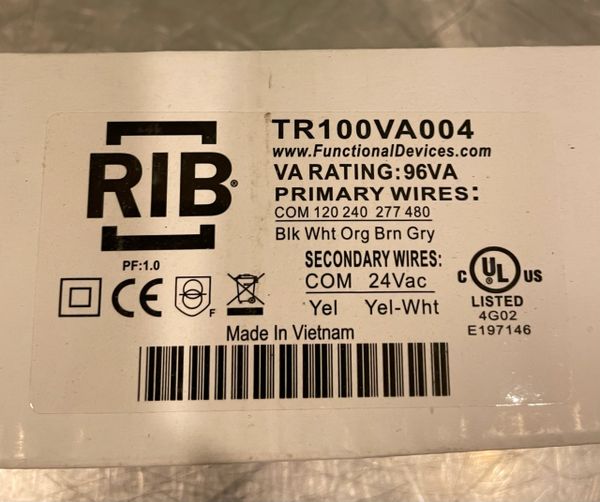 RIB®
TR100VA004
www.FunctionalDevices.com
VA RATING:96VA
PRIMARY WIRES:
COM 120 240 277 480
Blk Wht Org Brn Gry
SECONDARY WIRES:
COM 24Vac
Yel Yel-Wht
PF:1.0
CE
F
C UL US
LISTED
4G02
E197146
Made In Vietnam